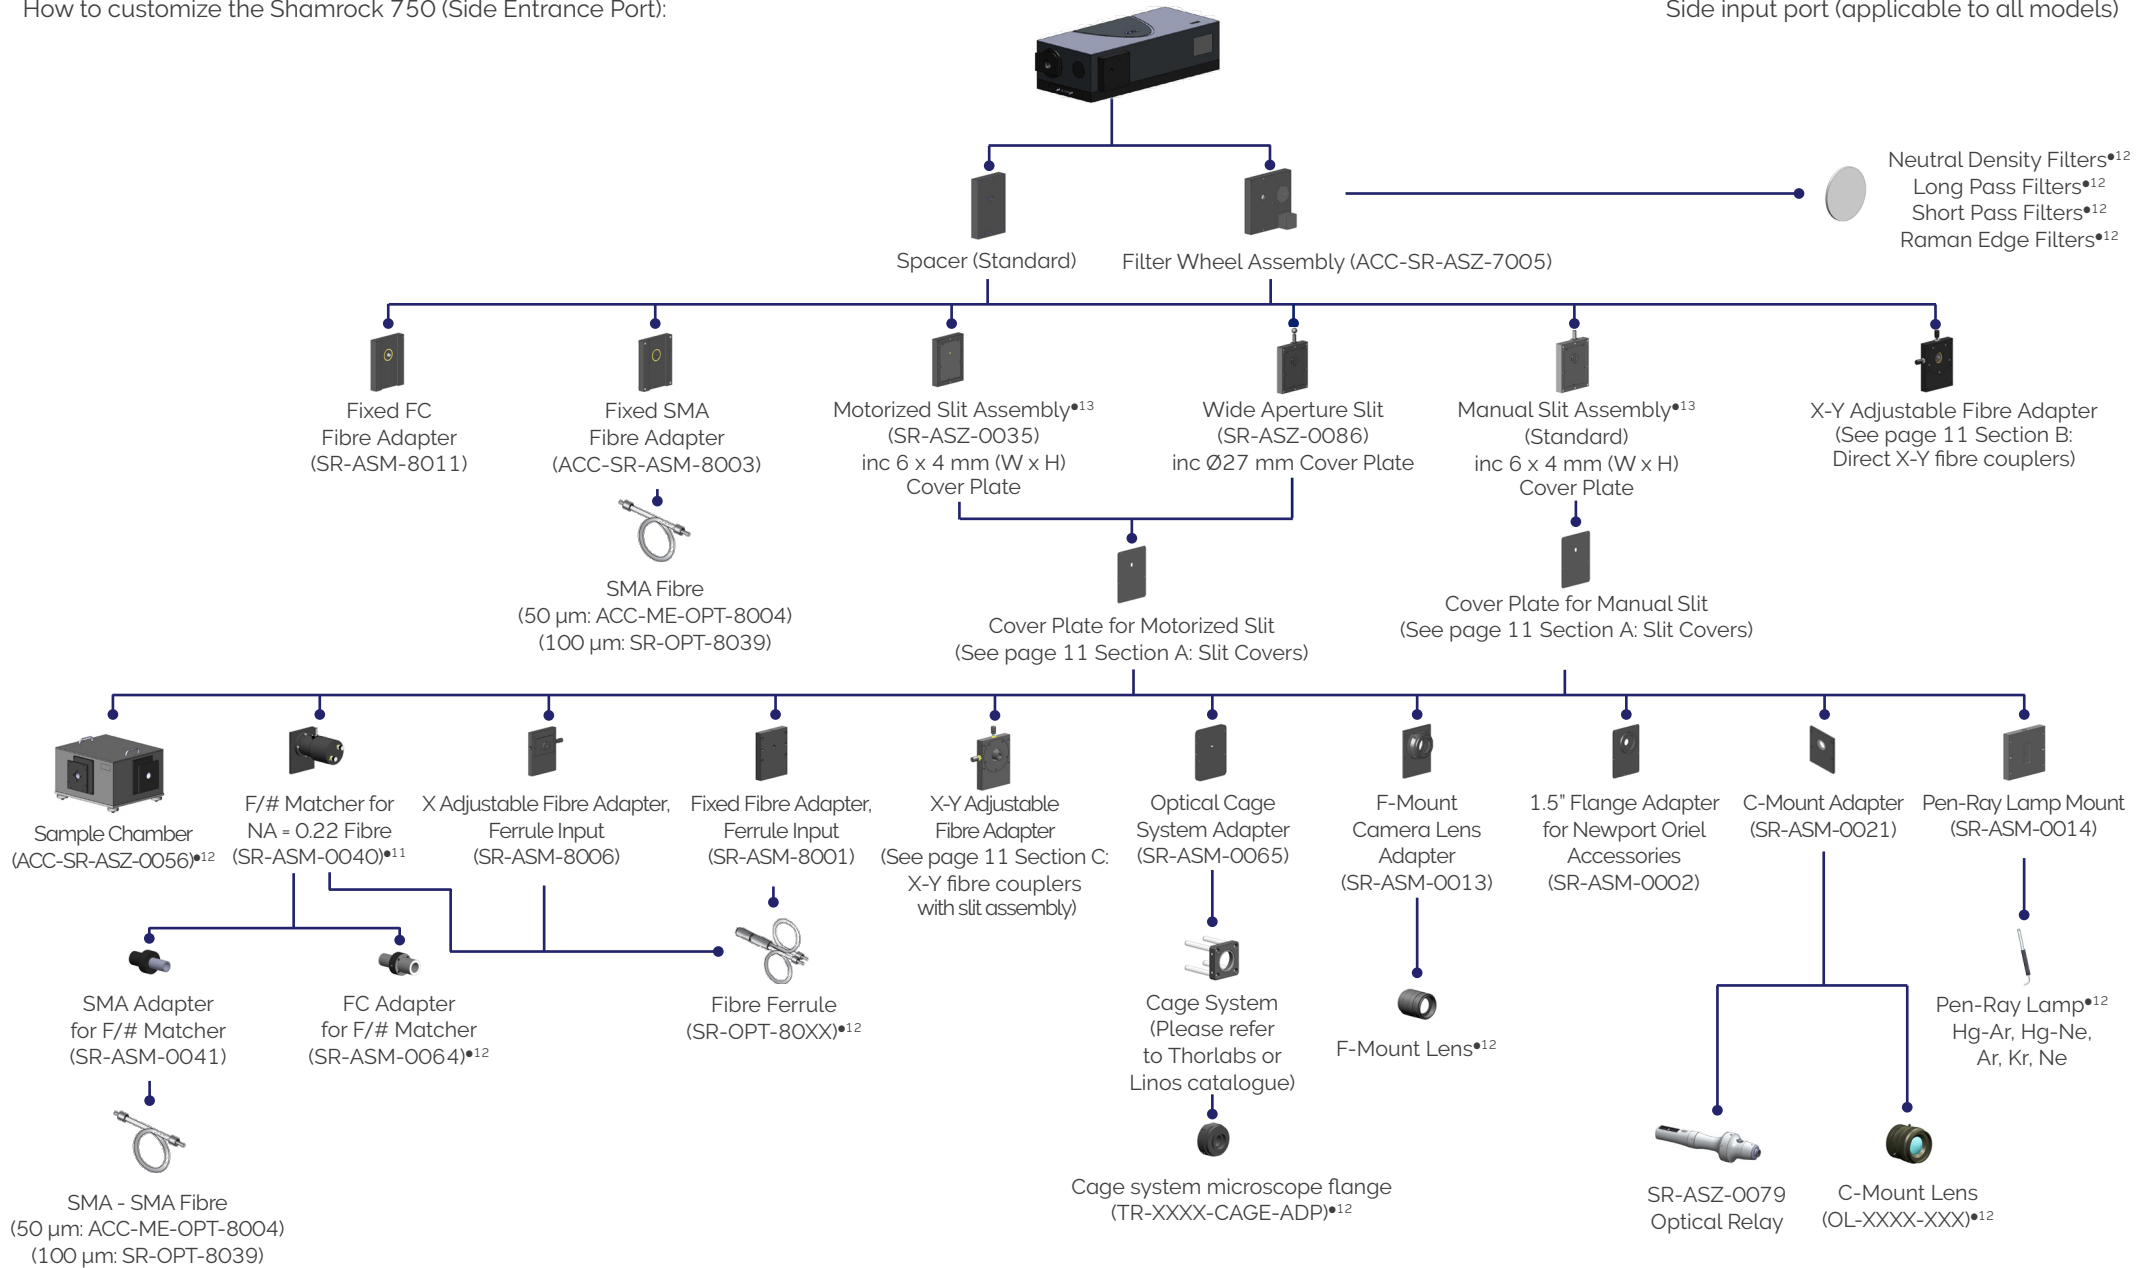 How to customize the Shamrock 750 (Side Entrance Port):
Side input port (applicable to all models)
Neutral Density Filters•12
Long Pass Filters•12
Short Pass Filters•12
Raman Edge Filters•12
Spacer (Standard)
Filter Wheel Assembly (ACC-SR-ASZ-7005)
Fixed FC
Fibre Adapter
(SR-ASM-8011)
Fixed SMA
Fibre Adapter
(ACC-SR-ASM-8003)
Motorized Slit Assembly•13
(SR-ASZ-0035)
inc 6 x 4 mm (W x H)
Cover Plate
Wide Aperture Slit
(SR-ASZ-0086)
inc Ø27 mm Cover Plate
Manual Slit Assembly•13
(Standard)
inc 6 x 4 mm (W x H)
Cover Plate
X-Y Adjustable Fibre Adapter
(See page 11 Section B:
Direct X-Y fibre couplers)
SMA Fibre
(50 µm: ACC-ME-OPT-8004)
(100 µm: SR-OPT-8039)
Cover Plate for Motorized Slit
(See page 11 Section A: Slit Covers)
Cover Plate for Manual Slit
(See page 11 Section A: Slit Covers)
Sample Chamber
(ACC-SR-ASZ-0056)•12
F/# Matcher for
NA = 0.22 Fibre
(SR-ASM-0040)•11
X Adjustable Fibre Adapter,
Ferrule Input
(SR-ASM-8006)
Fixed Fibre Adapter,
Ferrule Input
(SR-ASM-8001)
X-Y Adjustable
Fibre Adapter
(See page 11 Section C:
X-Y fibre couplers
with slit assembly)
Optical Cage
System Adapter
(SR-ASM-0065)
F-Mount
Camera Lens
Adapter
(SR-ASM-0013)
1.5" Flange Adapter
for Newport Oriel
Accessories
(SR-ASM-0002)
C-Mount Adapter
(SR-ASM-0021)
Pen-Ray Lamp Mount
(SR-ASM-0014)
SMA Adapter
for F/# Matcher
(SR-ASM-0041)
FC Adapter
for F/# Matcher
(SR-ASM-0064)•12
Fibre Ferrule
(SR-OPT-80XX)•12
Cage System
(Please refer
to Thorlabs or
Linos catalogue)
F-Mount Lens•12
Pen-Ray Lamp•12
Hg-Ar, Hg-Ne,
Ar, Kr, Ne
SMA - SMA Fibre
(50 µm: ACC-ME-OPT-8004)
(100 µm: SR-OPT-8039)
Cage system microscope flange
(TR-XXXX-CAGE-ADP)•12
SR-ASZ-0079
Optical Relay
C-Mount Lens
(OL-XXXX-XXX)•12